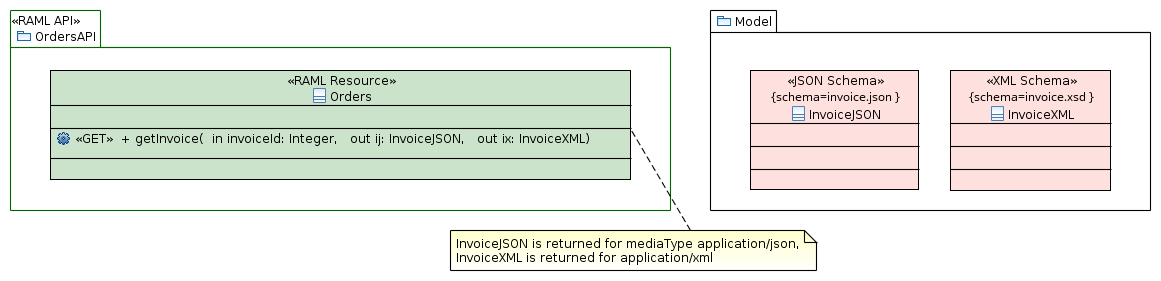 «RAML API»
OrdersAPI
«RAML Resource»
Orders
«GET» + getInvoice( in invoiceId: Integer, out ij: InvoiceJSON, out ix: InvoiceXML)
Model
«JSON Schema»
{schema=invoice.json }
InvoiceJSON
«XML Schema»
{schema=invoice.xsd }
InvoiceXML
InvoiceJSON is returned for mediaType application/json,
InvoiceXML is returned for application/xml